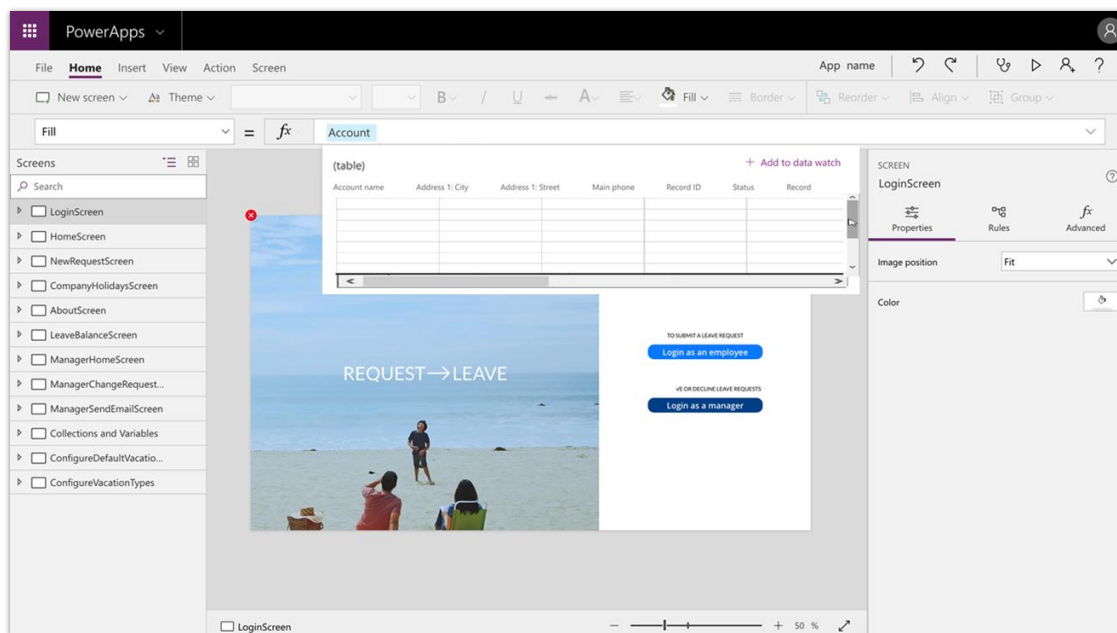 PowerApps
File Home Insert View Action Screen App name
New screen Theme B / U A Fill Border Reorder Align Group
Fill = fx Account
Screens
Search
LoginScreen
HomeScreen
NewRequestScreen
CompanyHolidaysScreen
AboutScreen
LeaveBalanceScreen
ManagerHomeScreen
ManagerChangeRequest...
ManagerSendEmailScreen
Collections and Variables
ConfigureDefaultVacatio...
ConfigureVacationTypes
(table) + Add to data watch
Account name Address 1: City Address 1: Street Main phone Record ID Status Record
REQUEST→LEAVE
TO SUBMIT A LEAVE REQUEST
Login as an employee
VE OR DECLINE LEAVE REQUESTS
Login as a manager
LoginScreen
− + 50 %
SCREEN
LoginScreen
Properties Rules Advanced
Image position Fit
Color